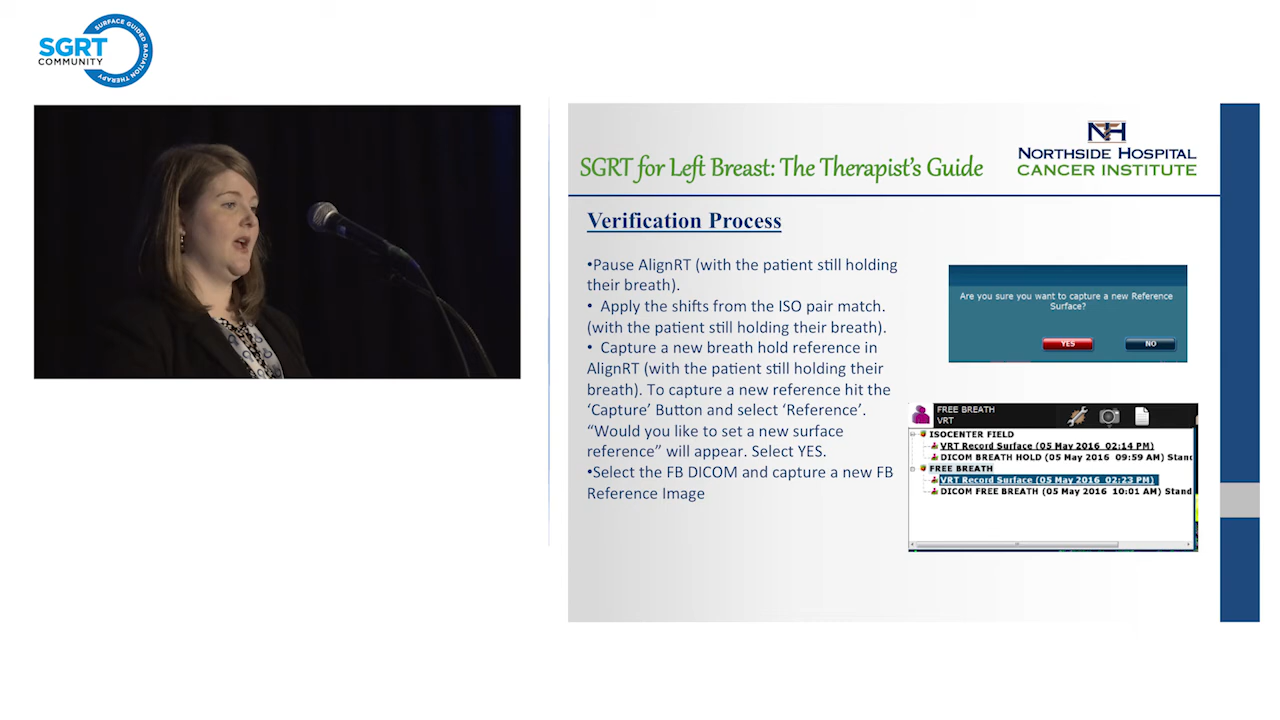 SURFACE GUIDED RADIATION THERAPY
SGRT
COMMUNITY
NH
NORTHSIDE HOSPITAL
CANCER INSTITUTE
SGRT for Left Breast: The Therapist's Guide
Verification Process
•Pause AlignRT (with the patient still holding
their breath).
• Apply the shifts from the ISO pair match.
(with the patient still holding their breath).
• Capture a new breath hold reference in
AlignRT (with the patient still holding their
breath). To capture a new reference hit the
‘Capture’ Button and select ‘Reference’.
“Would you like to set a new surface
reference” will appear. Select YES.
•Select the FB DICOM and capture a new FB
Reference Image
Are you sure you want to capture a new Reference
Surface?
YES
NO
FREE BREATH
VRT
ISOCENTER FIELD
VRT Record Surface (05 May 2016 02:14 PM)
DICOM BREATH HOLD (05 May 2016 09:59 AM) Stand
FREE BREATH
VRT Record Surface (05 May 2016 02:23 PM)
DICOM FREE BREATH (05 May 2016 10:01 AM) Stand